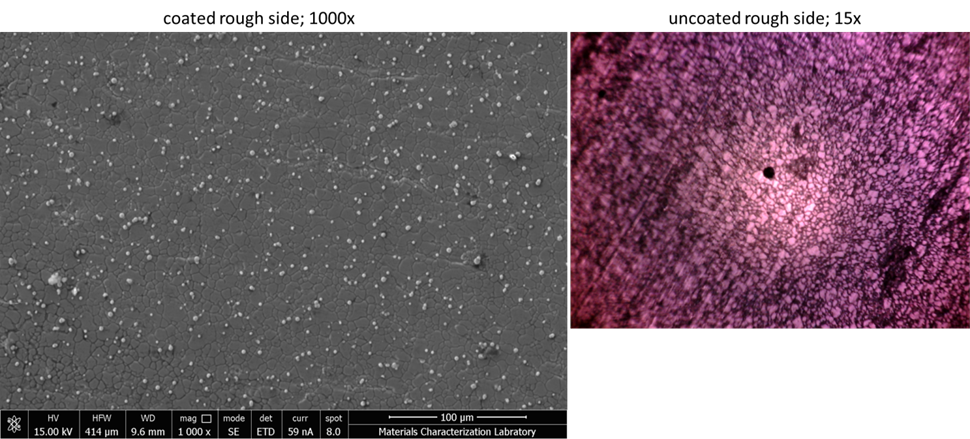 coated rough side; 1000x
uncoated rough side; 15x
HV HFW WD mag mode det curr spot 100 µm
15.00 kV 414 µm 9.6 mm 1 000 x SE ETD 59 nA 8.0 Materials Characterization Laboratory